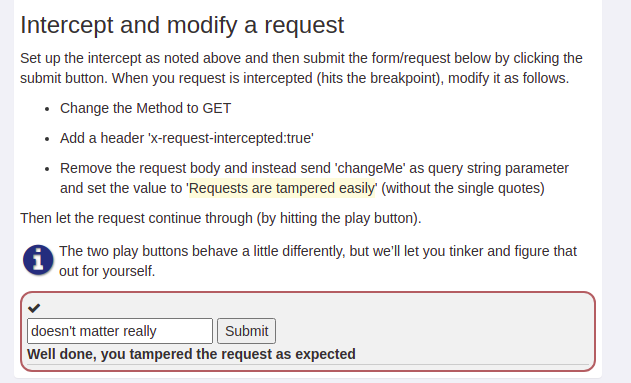 Intercept and modify a request
Set up the intercept as noted above and then submit the form/request below by clicking the
submit button. When you request is intercepted (hits the breakpoint), modify it as follows.
• Change the Method to GET
• Add a header 'x-request-intercepted:true'
• Remove the request body and instead send 'changeMe' as query string parameter
and set the value to 'Requests are tampered easily' (without the single quotes)
Then let the request continue through (by hitting the play button).
The two play buttons behave a little differently, but we'll let you tinker and figure that
out for yourself.
✔
doesn't matter really Submit
Well done, you tampered the request as expected